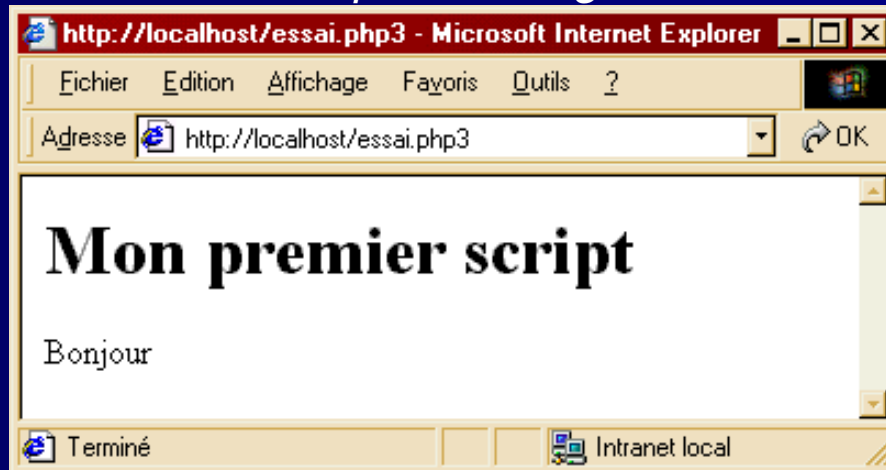 http://localhost/essai.php3 - Microsoft Internet Explorer
Fichier Edition Affichage Favoris Outils ?
Adresse http://localhost/essai.php3 OK
Mon premier script
Bonjour
Terminé Intranet local